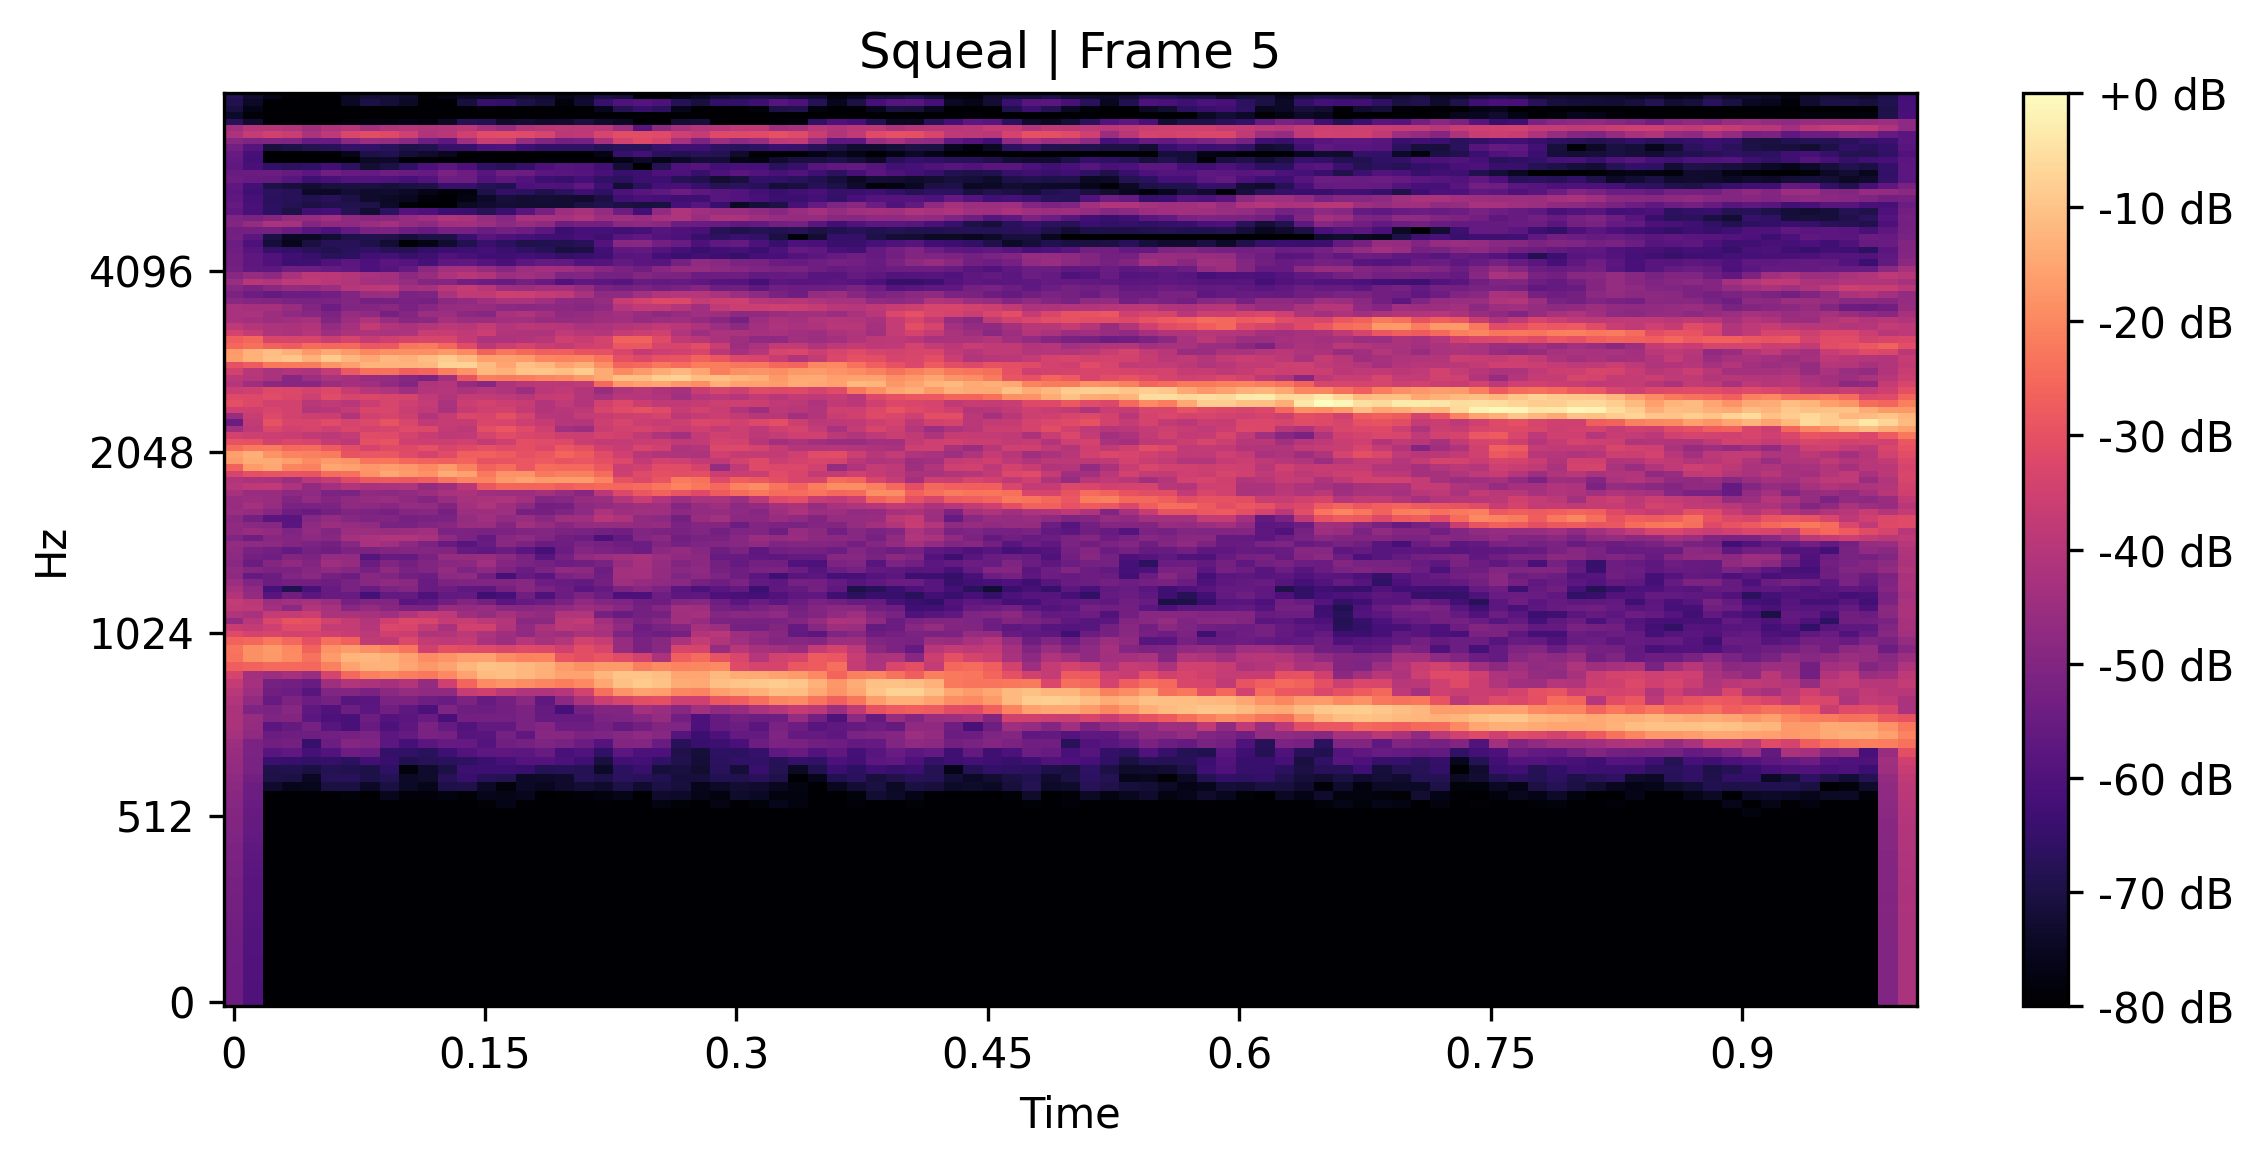 Squeal | Frame 5
Hz
4096
2048
1024
512
0
0 0.15 0.3 0.45 0.6 0.75 0.9
Time
+0 dB
-10 dB
-20 dB
-30 dB
-40 dB
-50 dB
-60 dB
-70 dB
-80 dB